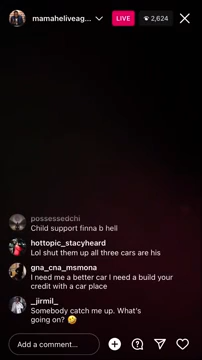 mamaheliveag...
LIVE
2,624
possessedchi
Child support finna b hell
hottopic_stacyheard
Lol shut them up all three cars are his
gna_cna_msmona
I need me a better car I need a build your
credit with a car place
_jirmil_
Somebody catch me up. What's
going on? 🤣
Add a comment...